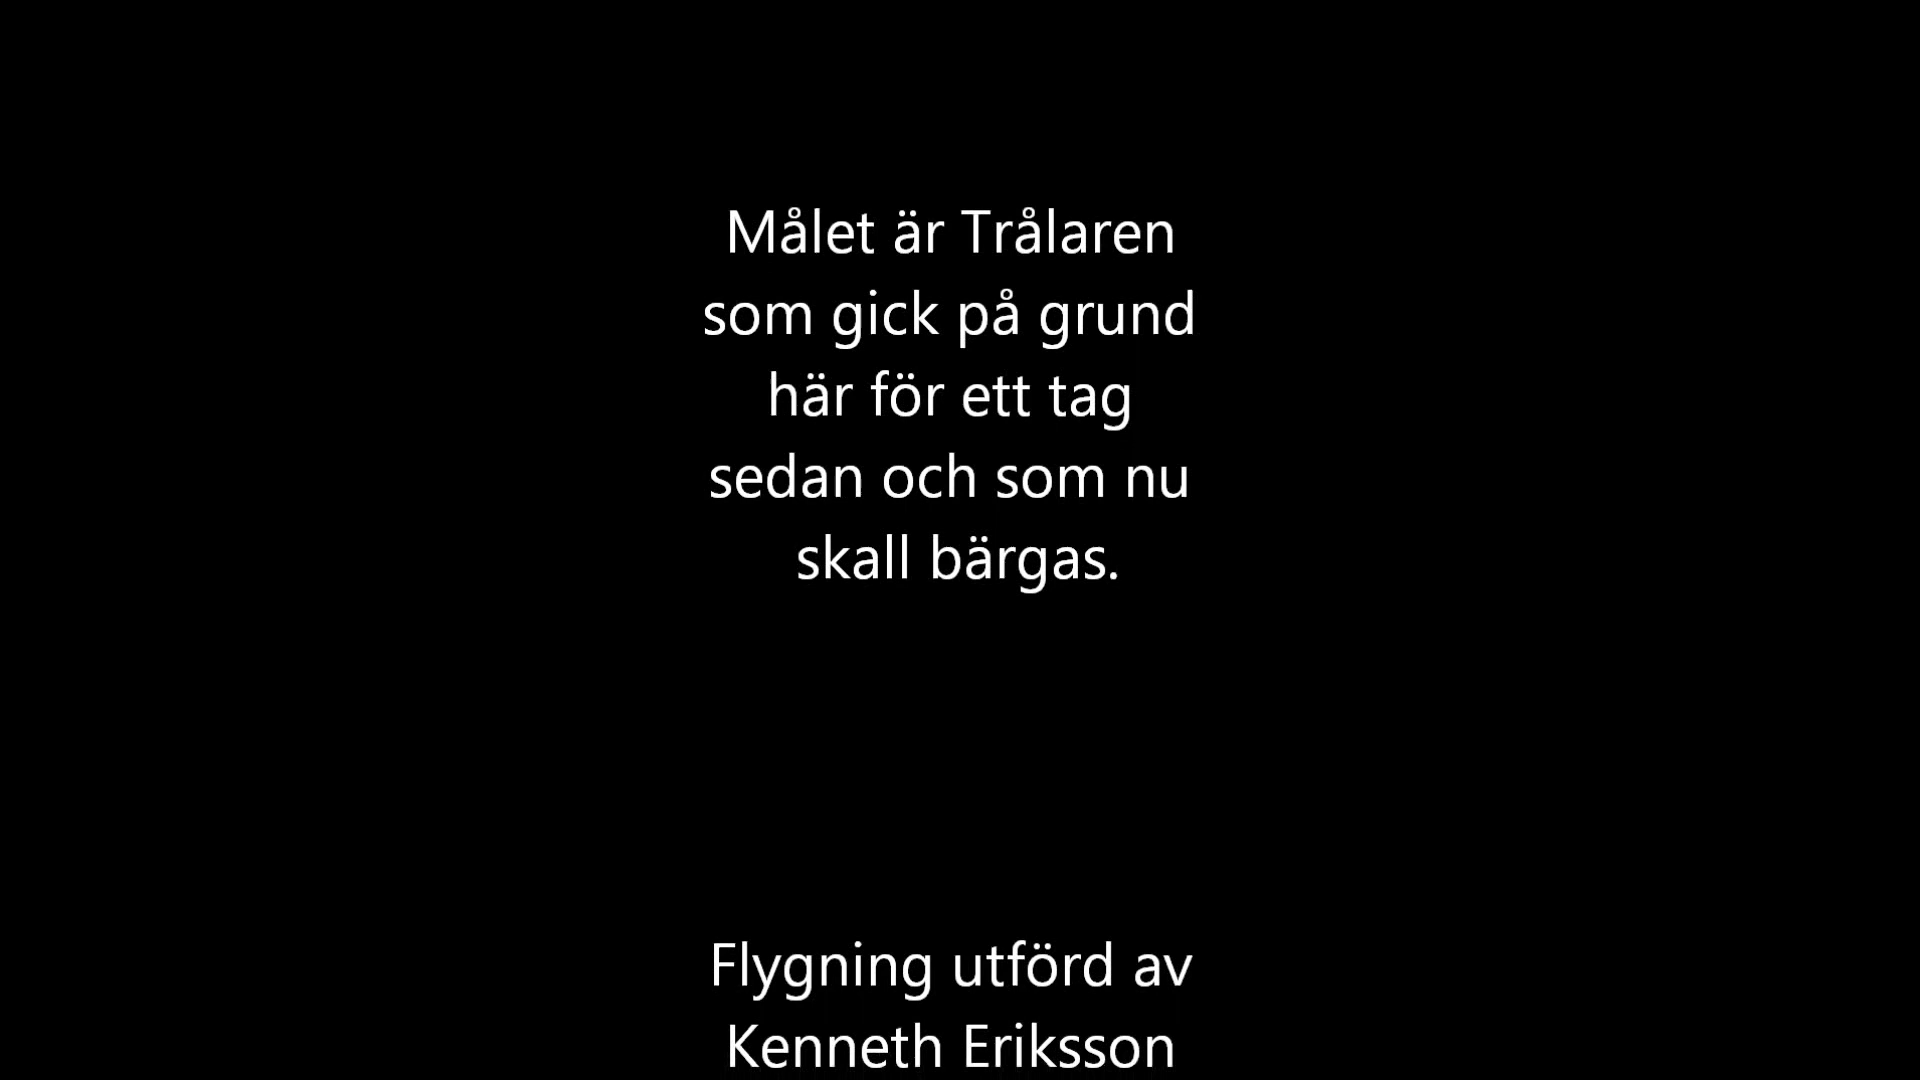 Målet är Trålaren
som gick på grund
här för ett tag
sedan och som nu
skall bärgas.
Flygning utförd av
Kenneth Eriksson